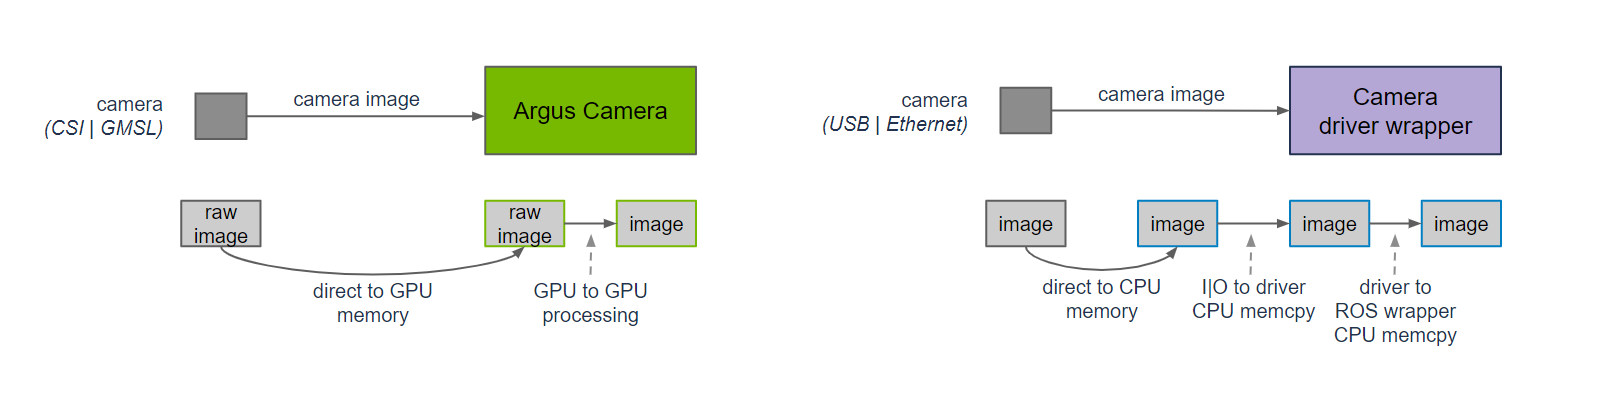 camera
(CSI | GMSL)
camera image
Argus Camera
raw
image
raw
image
image
direct to GPU
memory
GPU to GPU
processing
camera
(USB | Ethernet)
camera image
Camera
driver wrapper
image
image
image
image
direct to CPU
memory
I|O to driver
CPU memcpy
driver to
ROS wrapper
CPU memcpy